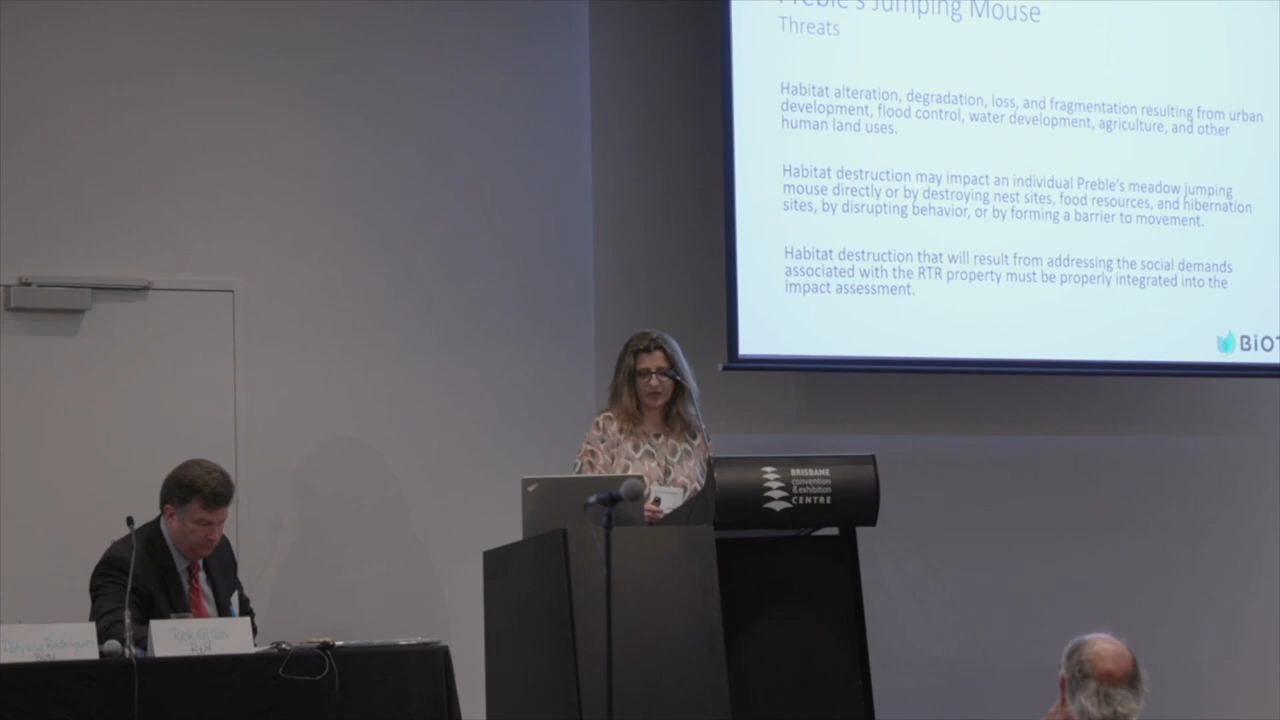 Preble's Jumping Mouse
Threats
Habitat alteration, degradation, loss, and fragmentation resulting from urban
development, flood control, water development, agriculture, and other
human land uses.
Habitat destruction may impact an individual Preble's meadow jumping
mouse directly or by destroying nest sites, food resources, and hibernation
sites, by disrupting behavior, or by forming a barrier to movement.
Habitat destruction that will result from addressing the social demands
associated with the RTR property must be properly integrated into the
impact assessment.
BIOT
BRISBANE
convention
& exhibition
CENTRE
Rodriguez